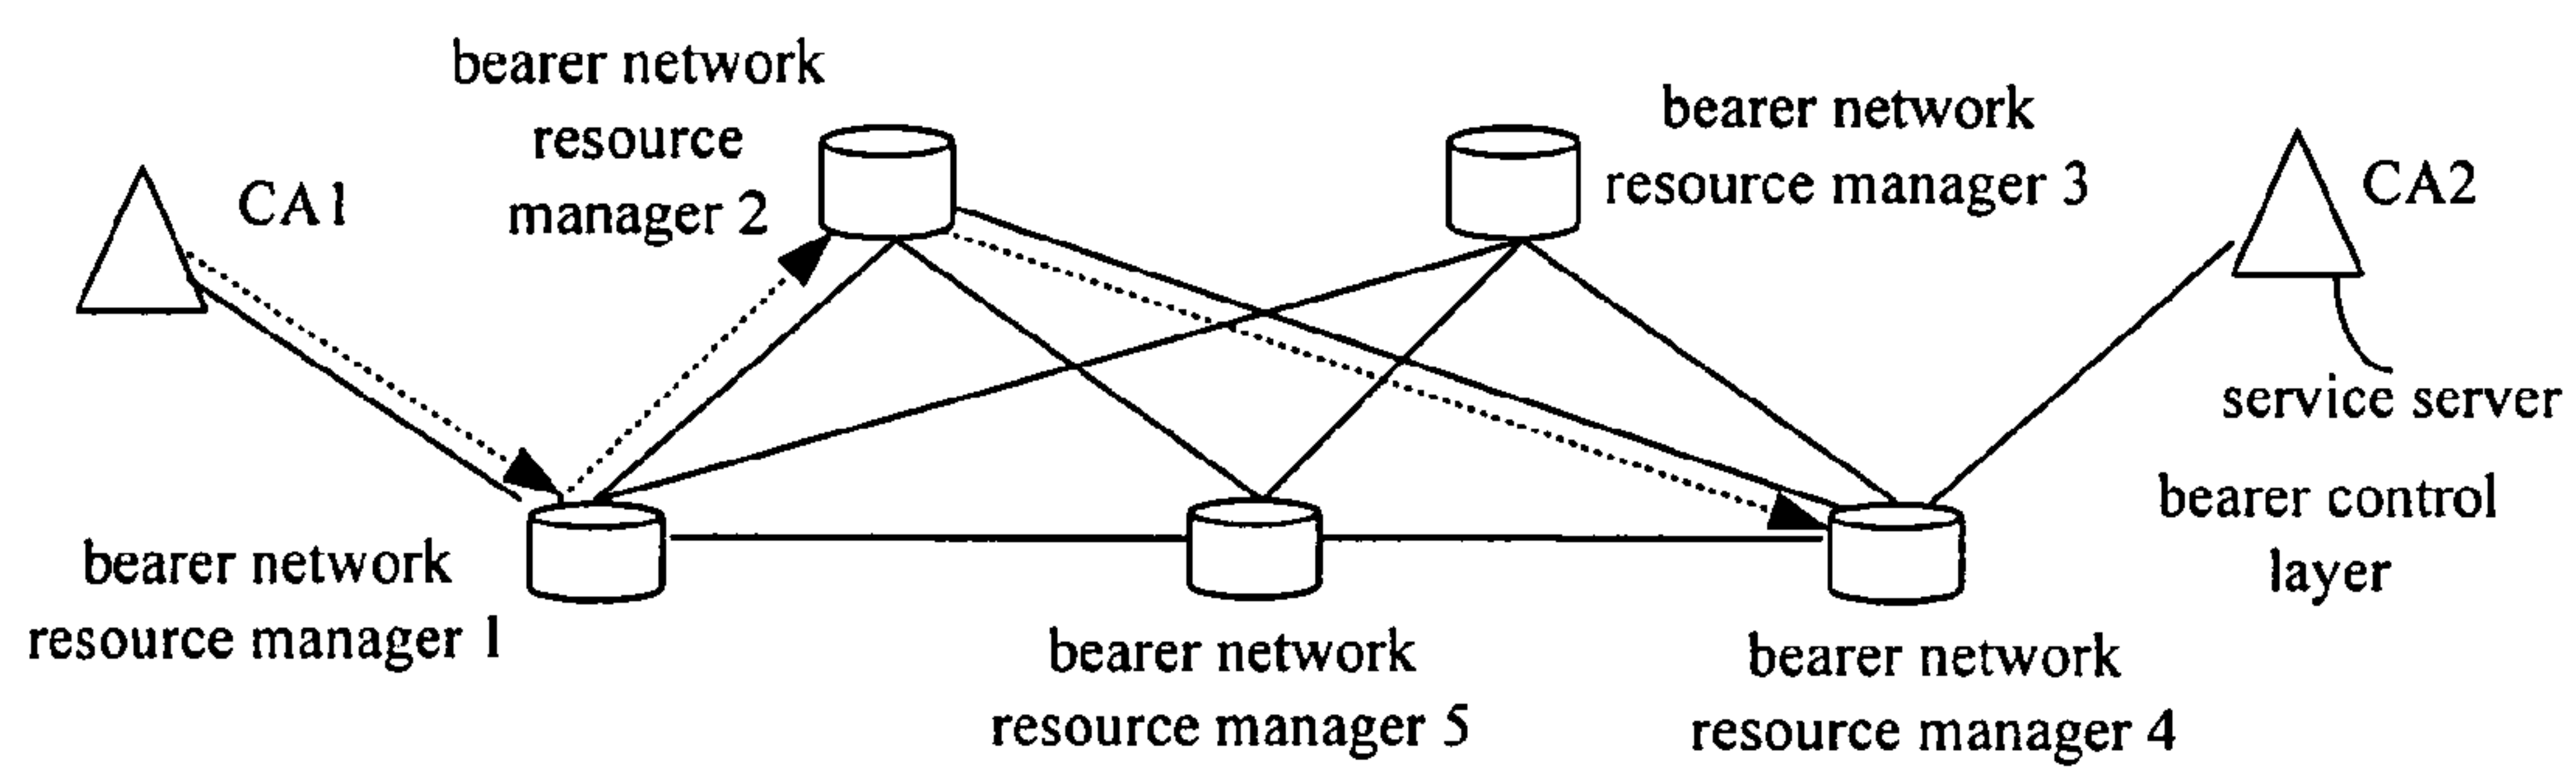 bearer network
resource
manager 2
bearer network
resource manager 3
CA1
CA2
service server
bearer control
layer
bearer network
resource manager 1
bearer network
resource manager 5
bearer network
resource manager 4